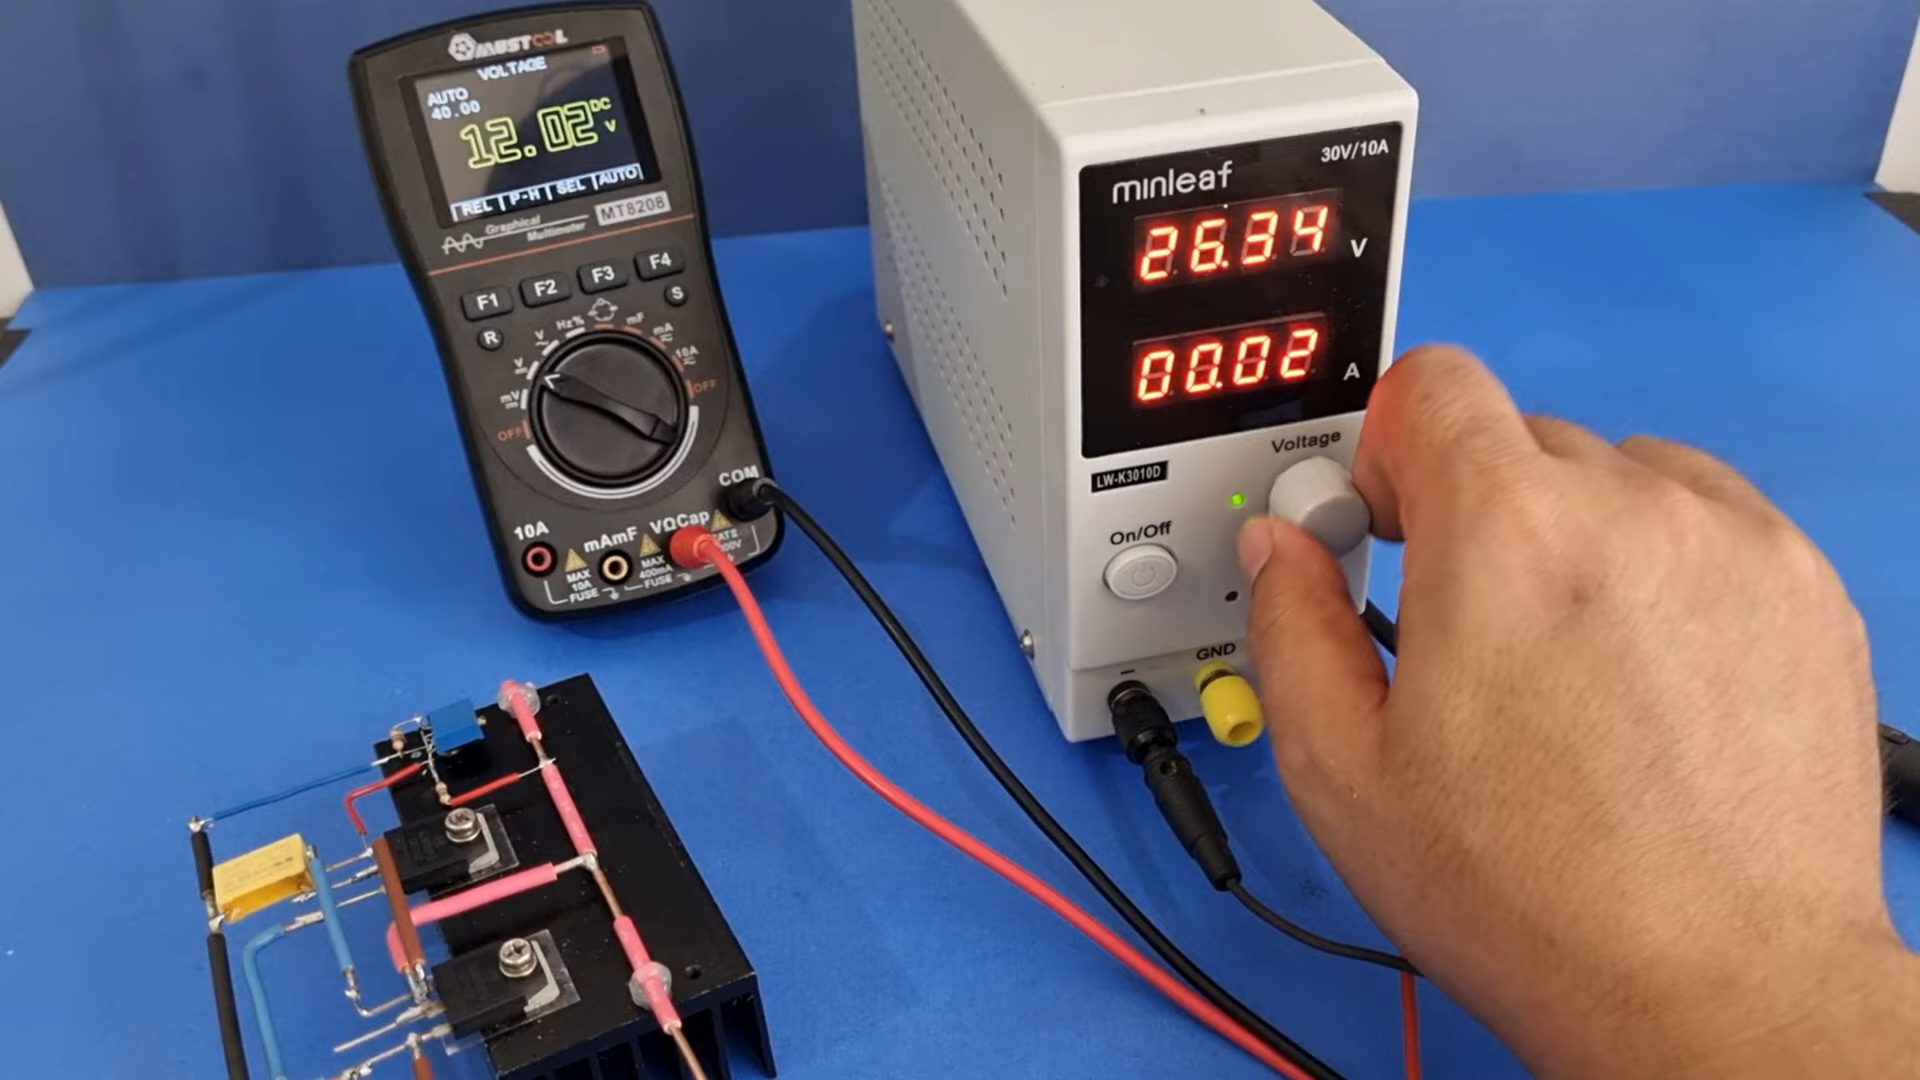 MUSTOOL
VOLTAGE
AUTO
40.00
12.02 DC V
REL P-H SEL AUTO
Graphical
Multimeter
MT8208
F1 F2 F3 F4
R S
V
V
Hz%
mF
mA
10A
OFF
mV
OFF
COM
10A
mAmF
VΩCap
MAX
10A
FUSE
MAX
400mA
FUSE
30V/10A
minleaf
26.34 V
00.02 A
Voltage
LW-K3010D
On/Off
GND